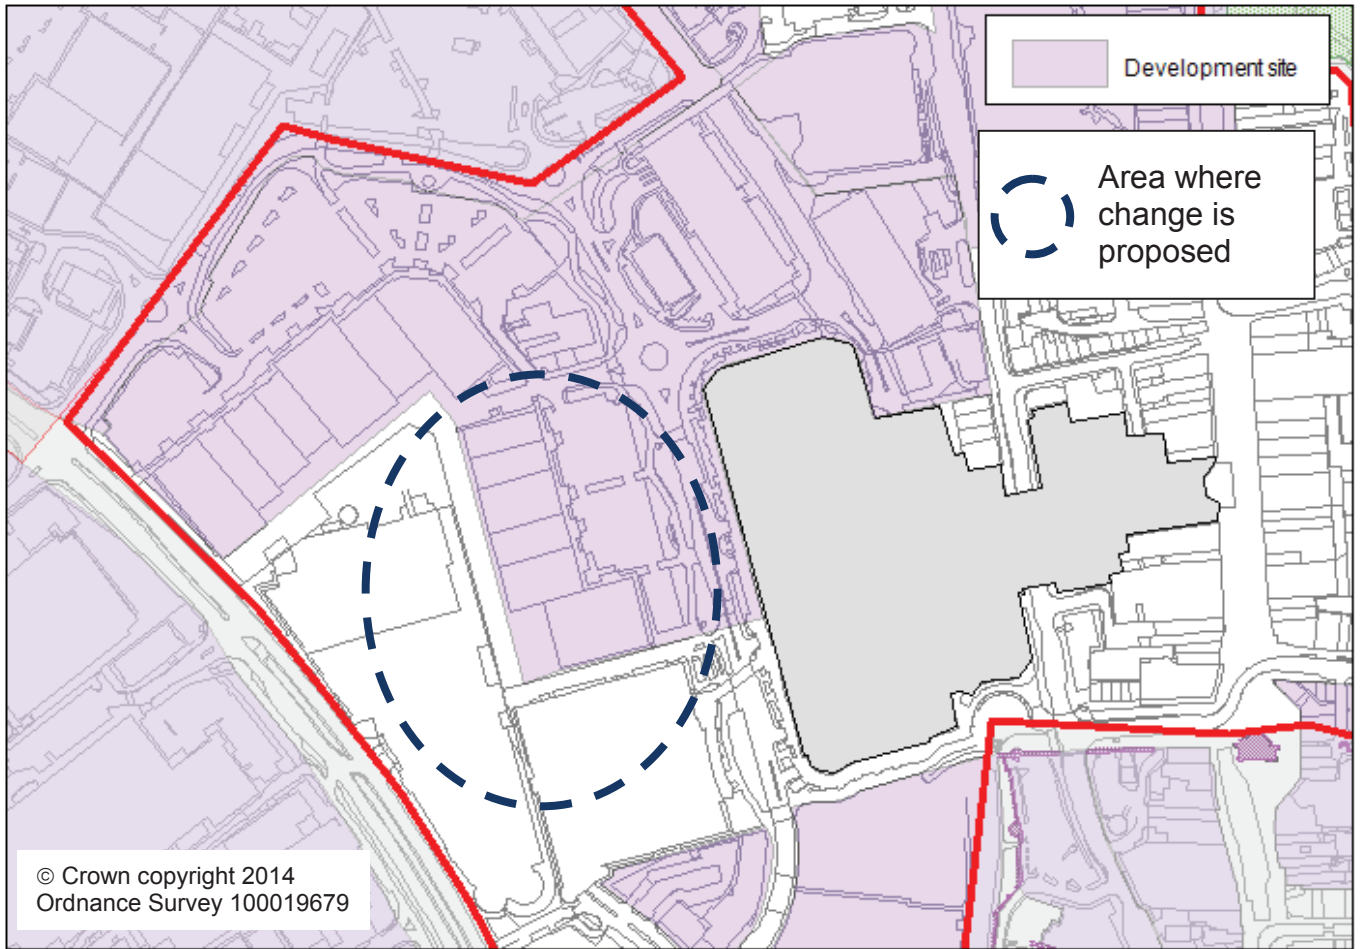 Development site
Area where
change is
proposed
© Crown copyright 2014
Ordnance Survey 100019679